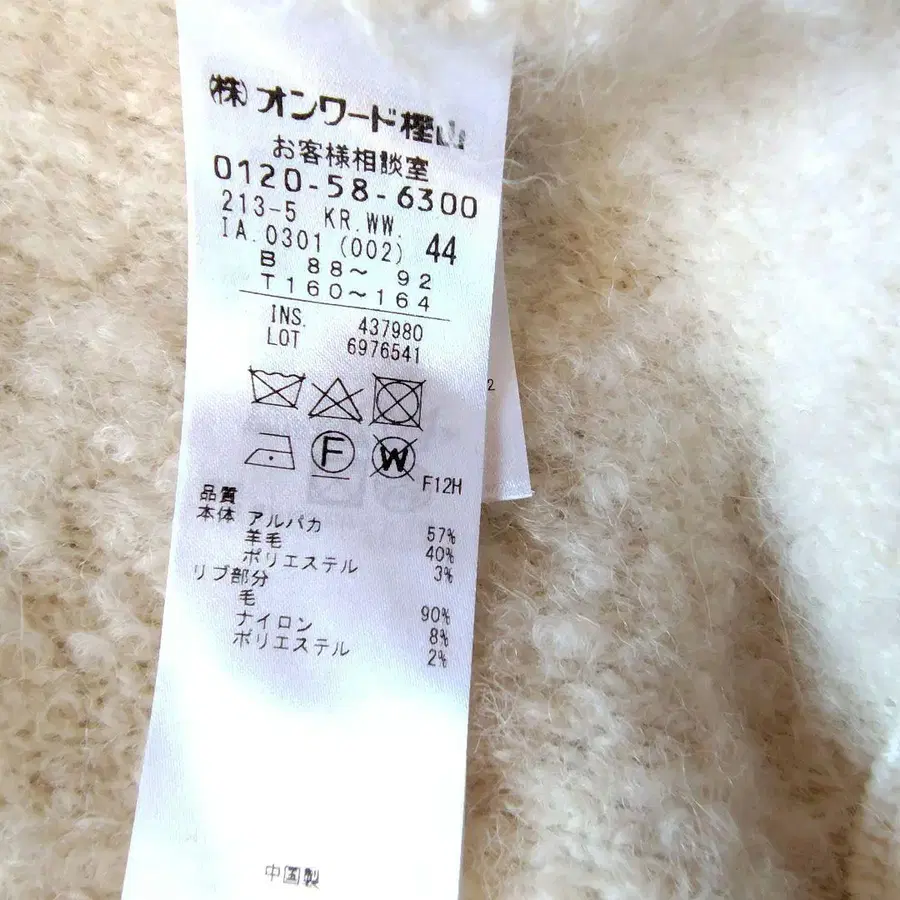 ㈱オンワード樫山
お客様相談室
0120-58-6300
213-5 KR.WW.
IA.0301 (002) 44
B 88～ 92
T160～164
INS. 437980
LOT 6976541
F
W
F12H
品質
本体 アルパカ 57%
羊毛 40%
ポリエステル 3%
リブ部分
毛 90%
ナイロン 8%
ポリエステル 2%
中国製
2